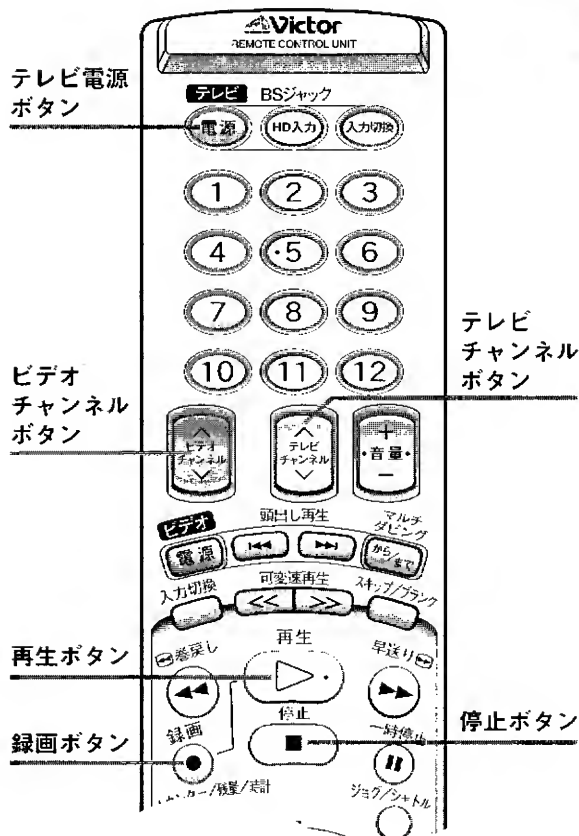 Victor
REMOTE CONTROL UNIT
テレビ電源
ボタン
テレビ BSジャック
電源 HD入力 入力切換
1 2 3
4 ・5 6
7 8 9
10 11 12
テレビ
チャンネル
ボタン
ビデオ
チャンネル
ボタン
ビデオ
チャンネル
テレビ
チャンネル
+
・音量・
−
ビデオ 頭出し再生 マルチ
ダビング
電源 から/まで
入力切換 可変速再生 スキップ/ブランク
再生
巻戻し 早送り
再生ボタン
停止
停止ボタン
録画 一時停止
録画ボタン
ウンター/残量/実計 ジョグ/シャトル